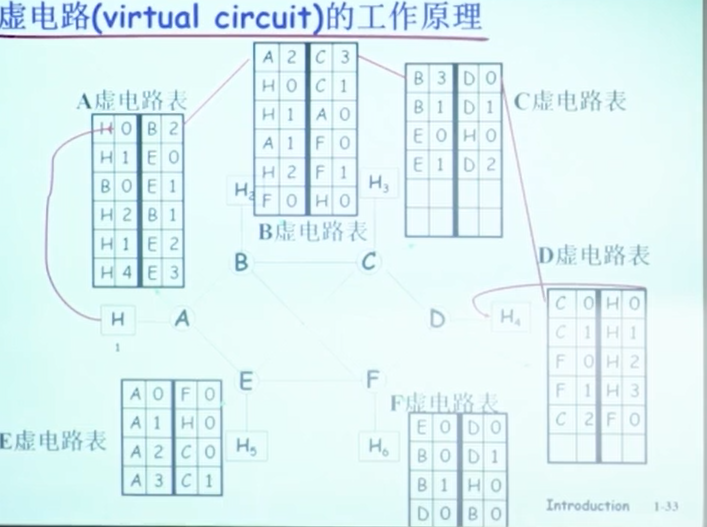 虚电路(virtual circuit)的工作原理
A虚电路表
H 0 B 2
H 1 E 0
B 0 E 1
H 2 B 1
H 1 E 2
H 4 E 3
A 2 C 3
H 0 C 1
H 1 A 0
A 1 F 0
H 2 F 1
F 0 H 0
B虚电路表
B 3 D 0
B 1 D 1
E 0 H 0
E 1 D 2
C虚电路表
H₃
B
C
D虚电路表
C 0 H 0
C 1 H 1
F 0 H 2
F 1 H 3
C 2 F 0
H
1
A
D
H₄
E
F
E虚电路表
A 0 F 0
A 1 H 0
A 2 C 0
A 3 C 1
H₅
H₆
F虚电路表
E 0 D 0
B 0 D 1
B 1 H 0
D 0 B 0
Introduction 1-33